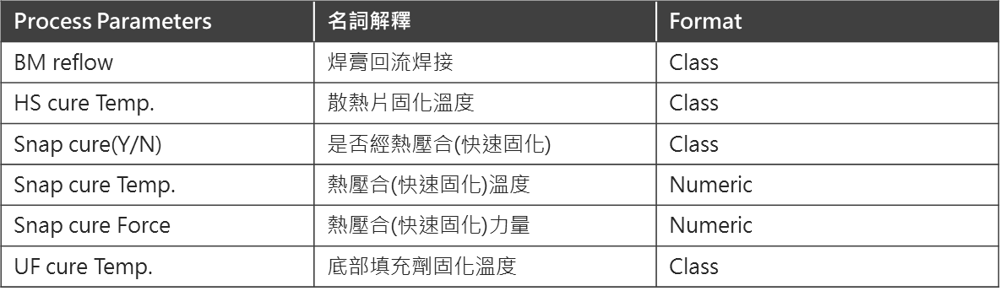 Process Parameters 名詞解釋 Format
BM reflow 焊膏回流焊接 Class
HS cure Temp. 散熱片固化溫度 Class
Snap cure(Y/N) 是否經熱壓合(快速固化) Class
Snap cure Temp. 熱壓合(快速固化)溫度 Numeric
Snap cure Force 熱壓合(快速固化)力量 Numeric
UF cure Temp. 底部填充劑固化溫度 Class